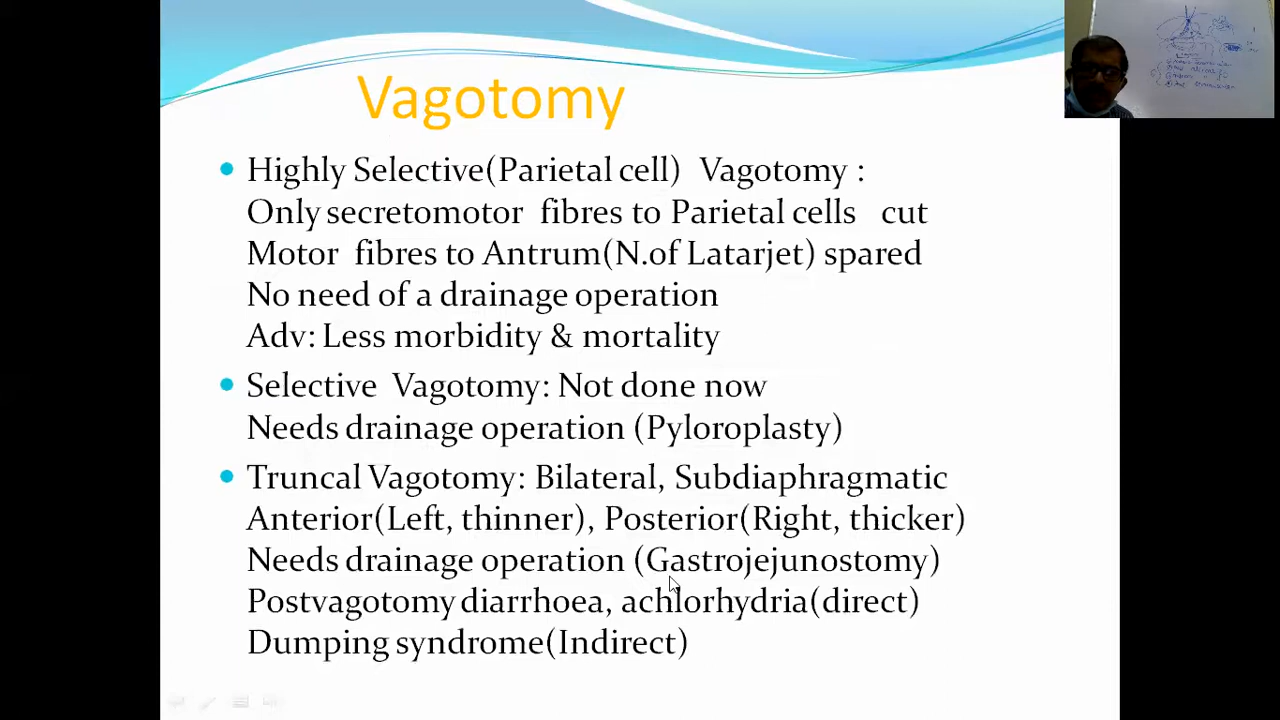 Vagotomy
Highly Selective(Parietal cell) Vagotomy :
Only secretomotor fibres to Parietal cells cut
Motor fibres to Antrum(N.of Latarjet) spared
No need of a drainage operation
Adv: Less morbidity & mortality
Selective Vagotomy: Not done now
Needs drainage operation (Pyloroplasty)
Truncal Vagotomy: Bilateral, Subdiaphragmatic
Anterior(Left, thinner), Posterior(Right, thicker)
Needs drainage operation (Gastrojejunostomy)
Postvagotomy diarrhoea, achlorhydria(direct)
Dumping syndrome(Indirect)